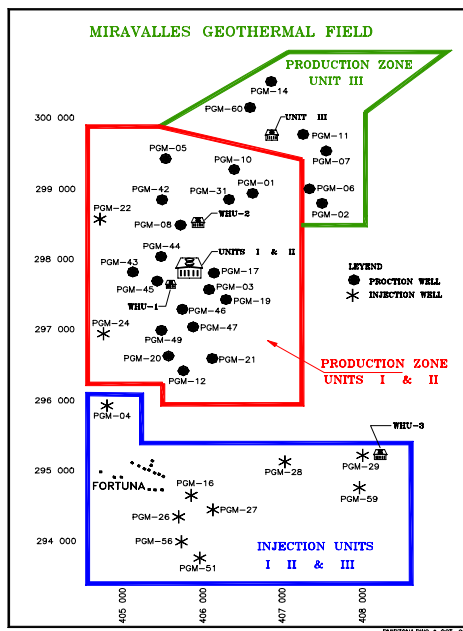 MIRAVALLES GEOTHERMAL FIELD
PRODUCTION ZONE
UNIT III
PGM-14
PGM-60
300 000
UNIT III
PGM-11
PGM-05
PGM-07
PGM-10
299 000
PGM-42
PGM-31
PGM-01
PGM-06
PGM-22
WHU-2
PGM-02
PGM-08
PGM-44
298 000
UNITS I & II
PGM-43
PGM-17
LEYEND
PROCTION WELL
INJECTION WELL
PGM-45
PGM-03
WHU-1
PGM-19
PGM-46
297 000
PGM-24
PGM-47
PGM-49
PGM-20
PGM-21
PGM-12
PRODUCTION ZONE
UNITS I & II
296 000
PGM-04
WHU-3
295 000
PGM-28
PGM-29
FORTUNA
PGM-16
PGM-59
PGM-26
PGM-27
294 000
PGM-56
PGM-51
INJECTION UNITS
I II & III
405 000
406 000
407 000
408 000